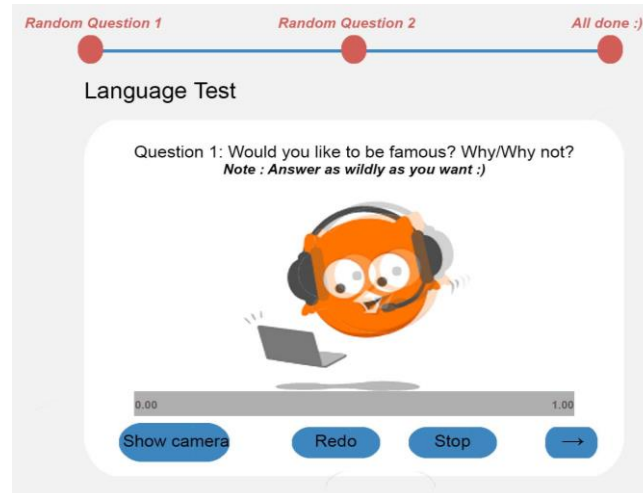 Random Question 1 Random Question 2 All done :)
Language Test
Question 1: Would you like to be famous? Why/Why not?
Note : Answer as wildly as you want :)
0.00 1.00
Show camera Redo Stop →